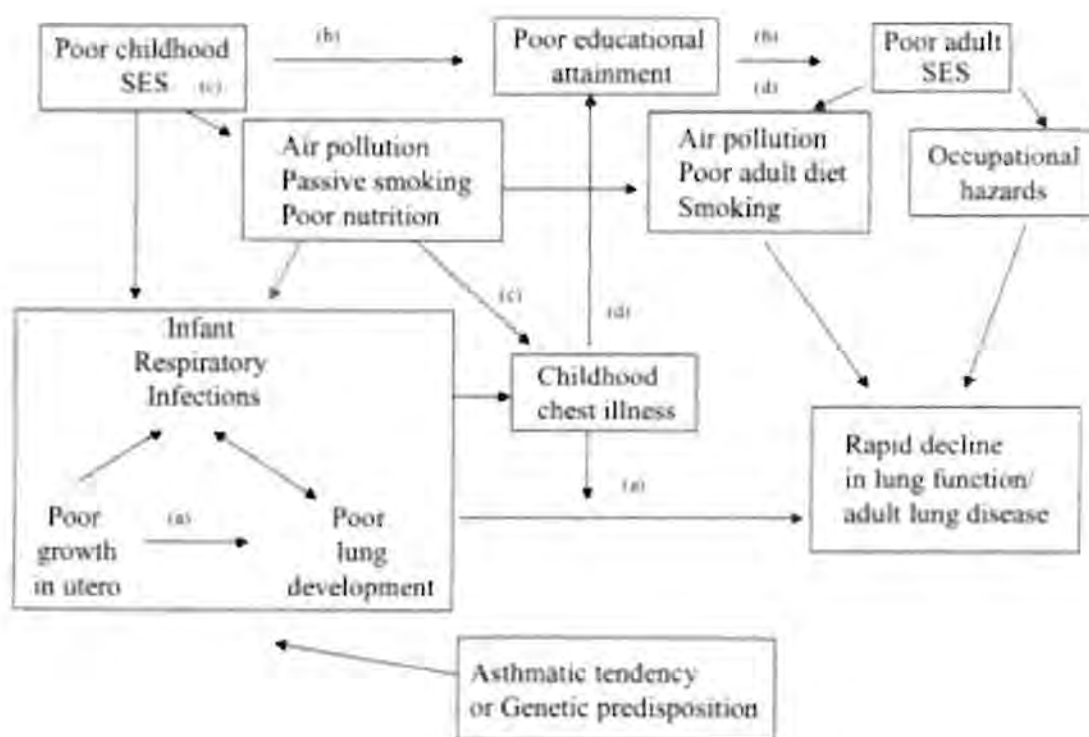 Poor childhood
SES
(c)
(b)
Poor educational
attainment
(b)
(d)
Poor adult
SES
Air pollution
Passive smoking
Poor nutrition
Air pollution
Poor adult diet
Smoking
Occupational
hazards
(c)
(d)
Infant
Respiratory
Infections
Childhood
chest illness
(a)
Poor
growth
in utero
(a)
Poor
lung
development
Rapid decline
in lung function/
adult lung disease
Asthmatic tendency
or Genetic predisposition